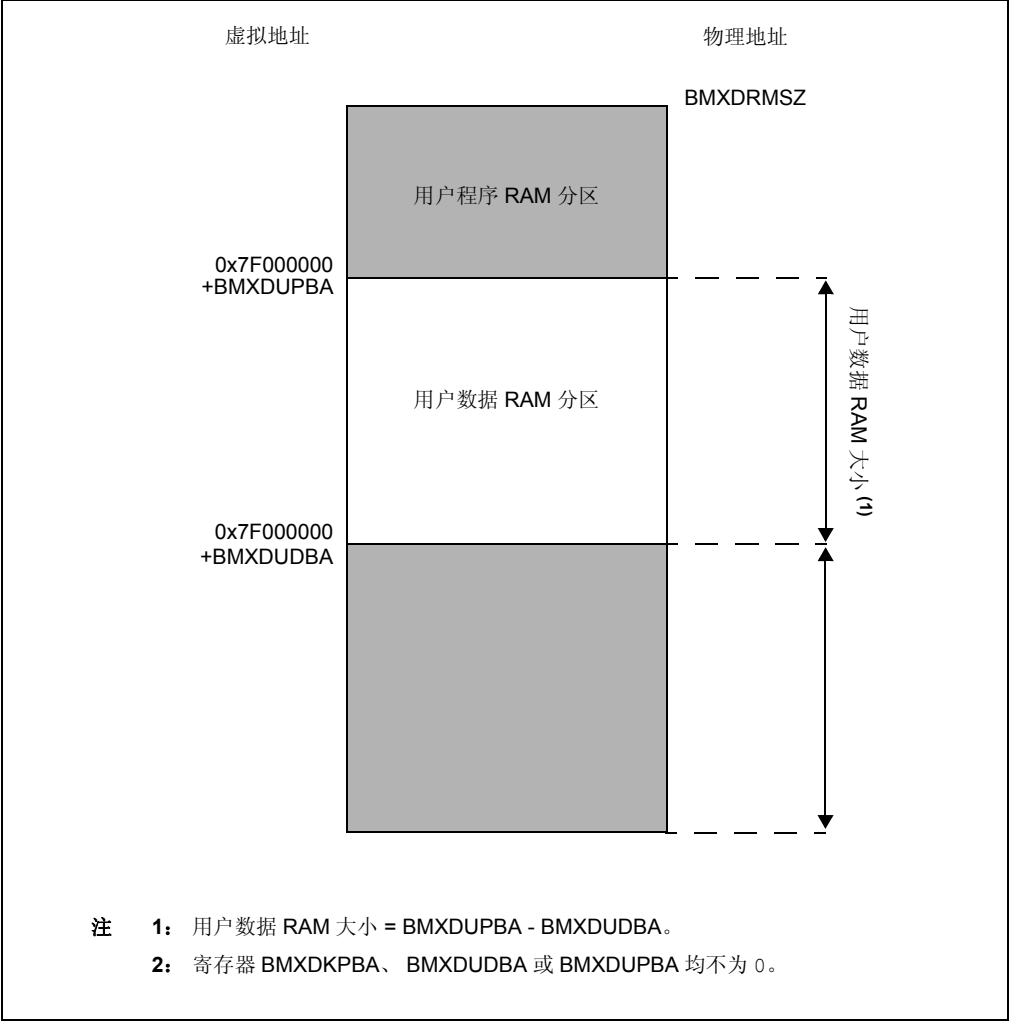 虚拟地址
物理地址
BMXDRMSZ
用户程序 RAM 分区
0x7F000000
+BMXDUPBA
用户数据 RAM 分区
用户数据 RAM 大小 (1)
0x7F000000
+BMXDUDBA
注 1： 用户数据 RAM 大小 = BMXDUPBA - BMXDUDBA。
2： 寄存器 BMXDKPBA、 BMXDUDBA 或 BMXDUPBA 均不为 0。